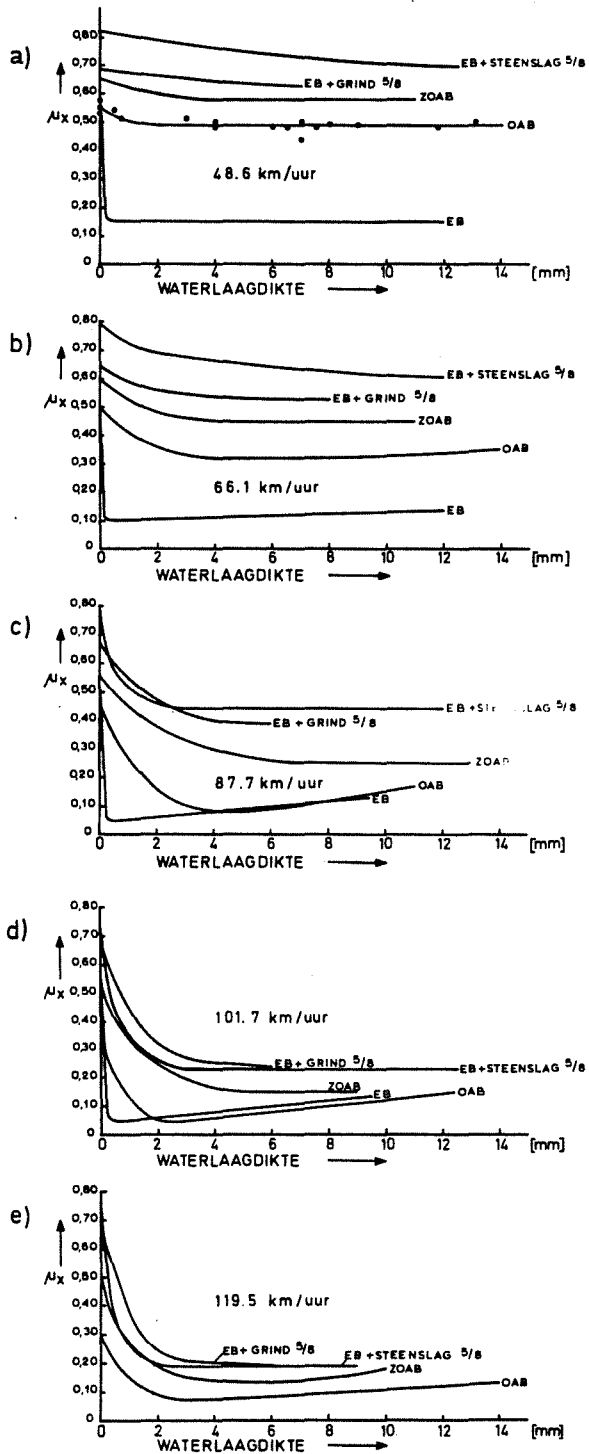 a)
0,80
0,70
0,60
μx 0,50
0,40
0,30
0,20
0,10
0
EB+STEENSLAG 5/8
EB+GRIND 5/8
ZOAB
OAB
48.6 km/uur
EB
0 2 4 6 8 10 12 14 [mm]
WATERLAAGDIKTE
b)
0,80
0,70
0,60
μx 0,50
0,40
0,30
0,20
0,10
0
EB+STEENSLAG 5/8
EB+GRIND 5/8
ZOAB
OAB
66.1 km/uur
EB
0 2 4 6 8 10 12 14 [mm]
WATERLAAGDIKTE
c)
0,80
0,70
0,60
μx 0,50
0,40
0,30
0,20
0,10
0
EB+ST LAG 5/8
EB+GRIND 5/8
ZOAB
87.7 km/uur
OAB
EB
0 2 4 6 8 10 12 14 [mm]
WATERLAAGDIKTE
d)
0,80
0,70
0,60
μx 0,50
0,40
0,30
0,20
0,10
0
101.7 km/uur
EB+GRIND 5/8
EB+STEENSLAG 5/8
ZOAB
EB
OAB
0 2 4 6 8 10 12 14 [mm]
WATERLAAGDIKTE
e)
0,80
0,70
0,60
μx 0,50
0,40
0,30
0,20
0,10
0
119.5 km/uur
EB+GRIND 5/8
EB+STEENSLAG 5/8
ZOAB
OAB
0 2 4 6 8 10 12 14 [mm]
WATERLAAGDIKTE